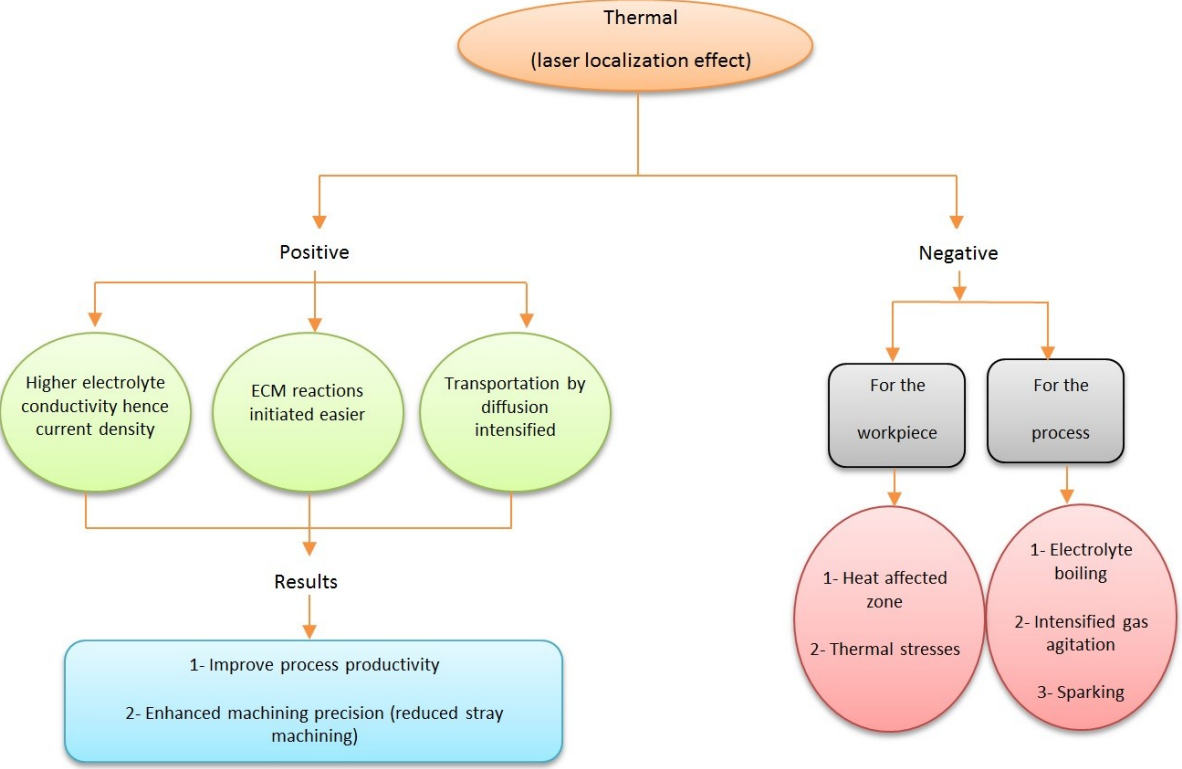 Thermal
(laser localization effect)
Positive
Negative
Higher electrolyte
conductivity hence
current density
ECM reactions
initiated easier
Transportation by
diffusion
intensified
For the
workpiece
For the
process
Results
1- Improve process productivity
2- Enhanced machining precision (reduced stray
machining)
1- Heat affected
zone
2- Thermal stresses
1- Electrolyte
boiling
2- Intensified gas
agitation
3- Sparking